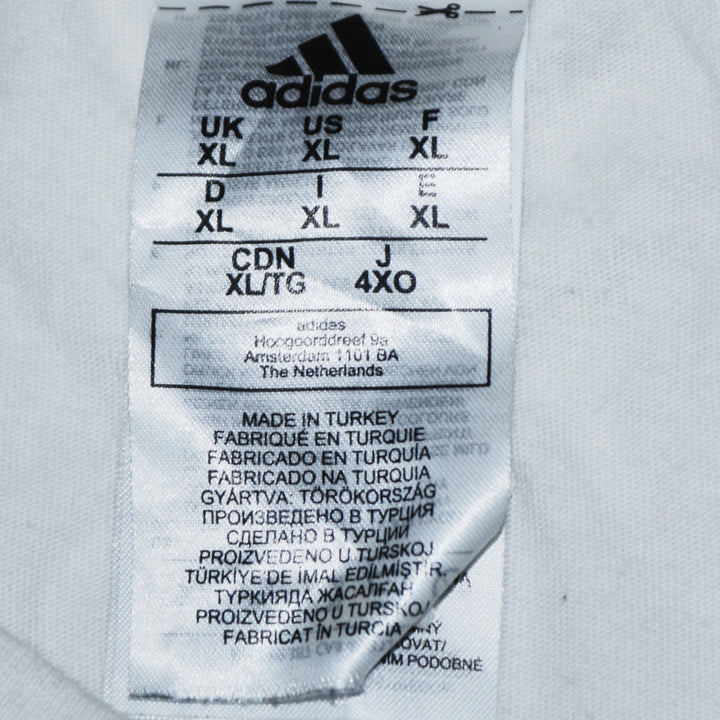 adidas
UK US F
XL XL XL
D I E
XL XL XL
CDN J
XL/TG 4XO
adidas
Hoogoorddreef 9a
Amsterdam 1101 BA
The Netherlands
MADE IN TURKEY
FABRIQUÉ EN TURQUIE
FABRICADO EN TURQUÍA
FABRICADO NA TURQUIA
GYÁRTVA: TÖRÖKORSZÁG
ПРОИЗВЕДЕНО В ТУРЦИЯ
СДЕЛАНО В ТУРЦИИ
PROIZVEDENO U TURSKOJ
TÜRKİYE'DE IMAL EDİLMİŞTİR.
ТУРКИЯДА ЖАСАЛҒАН
PROIZVEDENO U TURSKOJ
FABRICAT ÎN TURCIA
PODOBNÉ